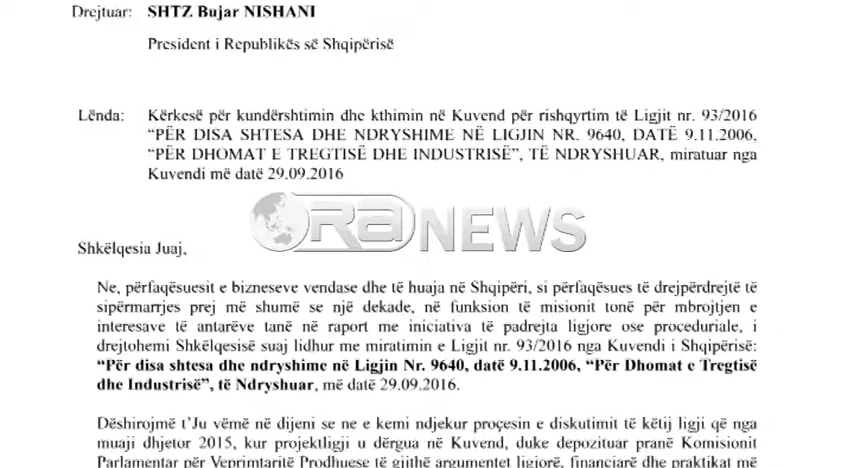 Drejtuar: SHTZ Bujar NISHANI
President i Republikës së Shqipërisë
Lënda: Kërkesë për kundërshtimin dhe kthimin në Kuvend për rishqyrtim të Ligjit nr. 93/2016
“PËR DISA SHTESA DHE NDRYSHIME NË LIGJIN NR. 9640, DATË 9.11.2006,
“PËR DHOMAT E TREGTISË DHE INDUSTRISË”, TË NDRYSHUAR, miratuar nga
Kuvendi më datë 29.09.2016
ORA NEWS
Shkëlqesia Juaj,
Ne, përfaqësuesit e bizneseve vendase dhe të huaja në Shqipëri, si përfaqësues të drejpërdrejtë të
sipërmarrjes prej më shumë se një dekade, në funksion të misionit tonë për mbrojtjen e
interesave të antarëve tanë në raport me iniciativa të padrejta ligjore ose proceduriale, i
drejtohemi Shkëlqesisë suaj lidhur me miratimin e Ligjit nr. 93/2016 nga Kuvendi i Shqipërisë:
“Për disa shtesa dhe ndryshime në Ligjin Nr. 9640, datë 9.11.2006, “Për Dhomat e Tregtisë
dhe Industrisë”, të Ndryshuar, më datë 29.09.2016.
Dëshirojmë t’Ju vëmë në dijeni se ne e kemi ndjekur proçesin e diskutimit të këtij ligji që nga
muaji dhjetor 2015, kur projektligji u dërgua në Kuvend, duke depozituar pranë Komisionit
Parlamentar për Veprimtaritë Prodhuese të gjithë argumentet ligjorë, financiarë dhe praktikat më